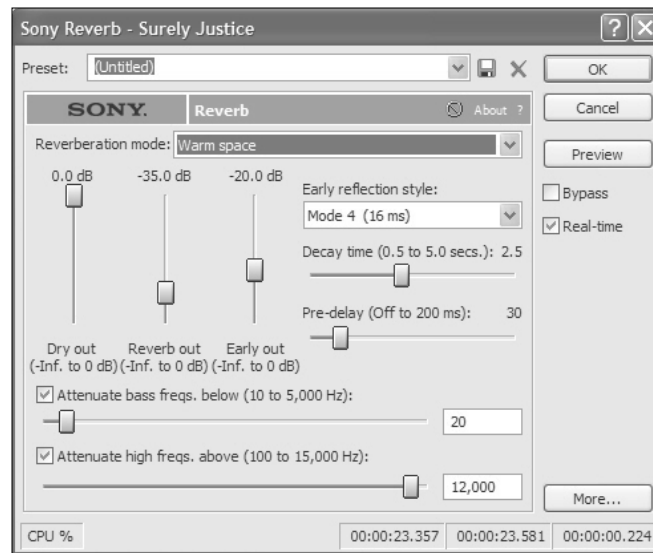 Sony Reverb - Surely Justice
Preset: (Untitled)
OK
SONY. Reverb About ?
Cancel
Reverberation mode: Warm space
Preview
0.0 dB -35.0 dB -20.0 dB
Early reflection style:
Bypass
Mode 4 (16 ms)
Real-time
Decay time (0.5 to 5.0 secs.): 2.5
Pre-delay (Off to 200 ms): 30
Dry out Reverb out Early out
(-Inf. to 0 dB) (-Inf. to 0 dB) (-Inf. to 0 dB)
Attenuate bass freqs. below (10 to 5,000 Hz):
20
Attenuate high freqs. above (100 to 15,000 Hz):
12,000
More...
CPU % 00:00:23.357 00:00:23.581 00:00:00.224